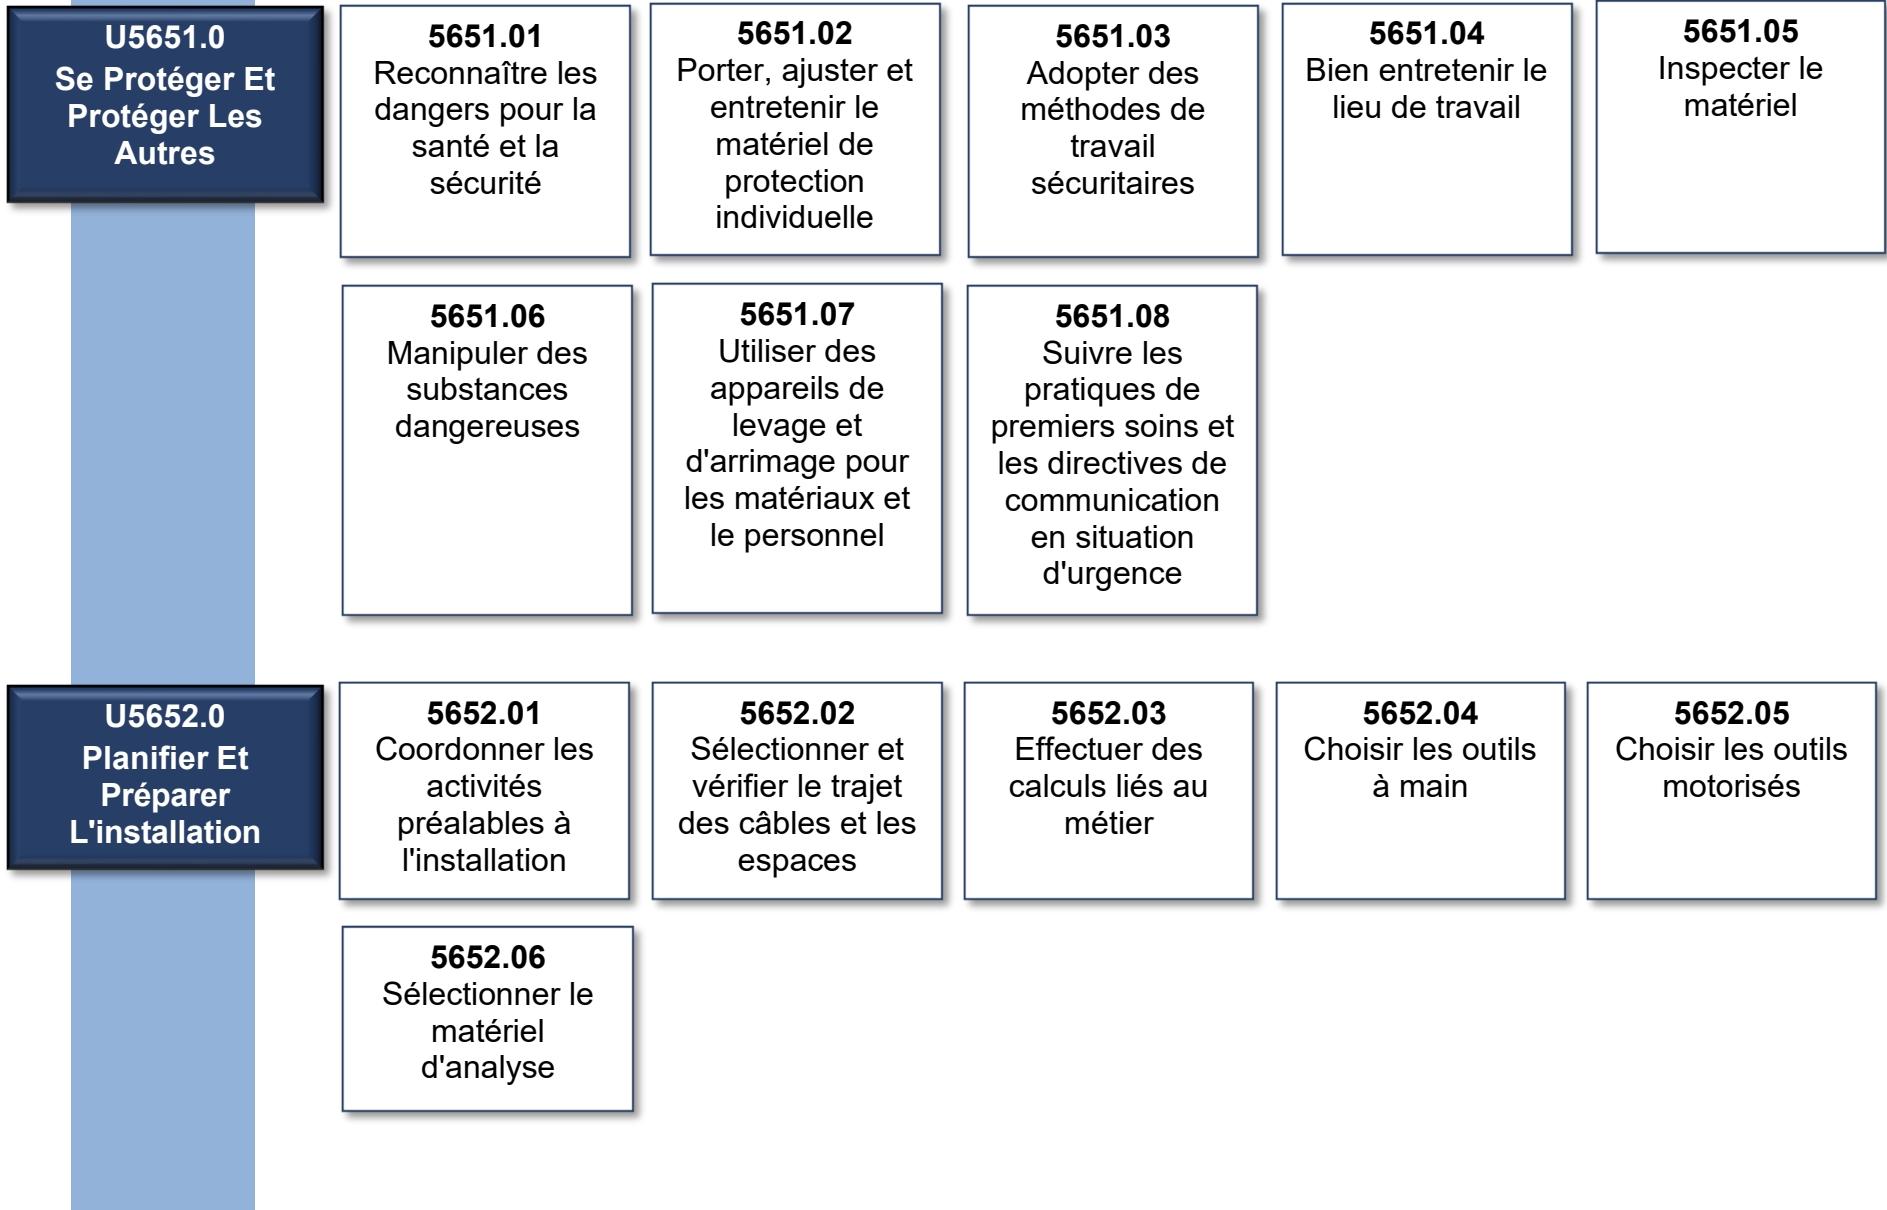 U5651.0
Se Protéger Et
Protéger Les
Autres
5651.01
Reconnaître les
dangers pour la
santé et la
sécurité
5651.02
Porter, ajuster et
entretenir le
matériel de
protection
individuelle
5651.03
Adopter des
méthodes de
travail
sécuritaires
5651.04
Bien entretenir le
lieu de travail
5651.05
Inspecter le
matériel
5651.06
Manipuler des
substances
dangereuses
5651.07
Utiliser des
appareils de
levage et
d'arrimage pour
les matériaux et
le personnel
5651.08
Suivre les
pratiques de
premiers soins et
les directives de
communication
en situation
d'urgence
U5652.0
Planifier Et
Préparer
L'installation
5652.01
Coordonner les
activités
préalables à
l'installation
5652.02
Sélectionner et
vérifier le trajet
des câbles et les
espaces
5652.03
Effectuer des
calculs liés au
métier
5652.04
Choisir les outils
à main
5652.05
Choisir les outils
motorisés
5652.06
Sélectionner le
matériel
d'analyse